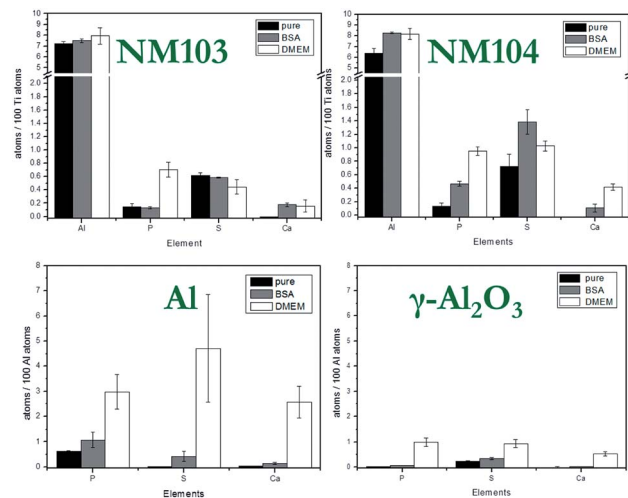 NM103
pure
BSA
DMEM
atoms / 100 Ti atoms
9
8
7
6
5
2.0
1.8
1.6
1.4
1.2
1.0
0.8
0.6
0.4
0.2
0.0
Al P S Ca
Element
NM104
pure
BSA
DMEM
atoms / 100 Ti atoms
10
9
8
7
6
5
2.0
1.8
1.6
1.4
1.2
1.0
0.8
0.6
0.4
0.2
0.0
Al P S Ca
Elements
Al
pure
BSA
DMEM
atoms / 100 Al atoms
8
7
6
5
4
3
2
1
0
P S Ca
Elements
γ-Al₂O₃
pure
BSA
DMEM
atoms / 100 Al atoms
8
7
6
5
4
3
2
1
0
P S Ca
Elements